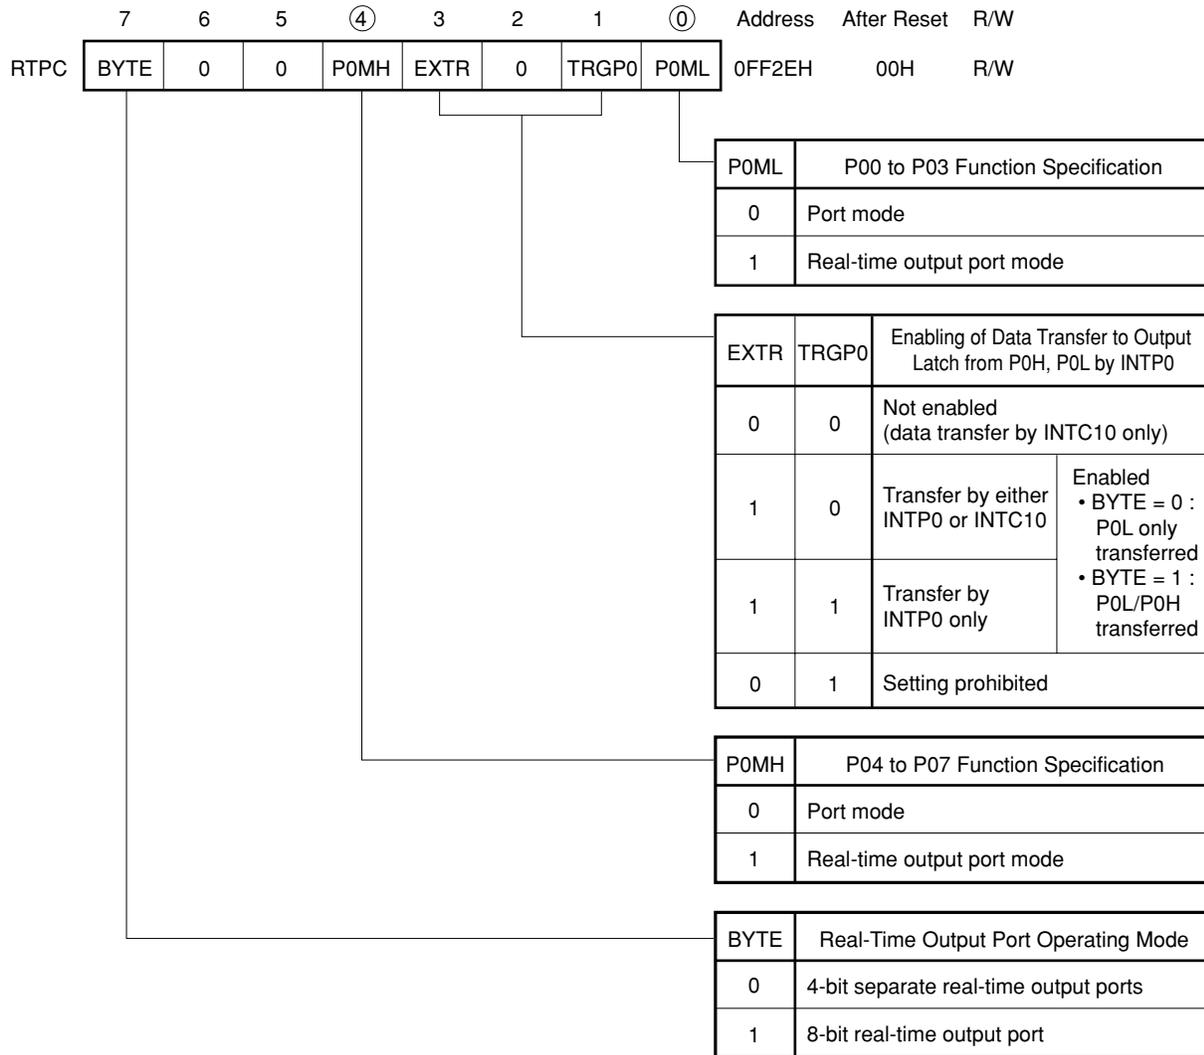 7 6 5 ④ 3 2 1 ⓪ Address After Reset R/W
RTPC BYTE 0 0 P0MH EXTR 0 TRGP0 P0ML 0FF2EH 00H R/W
P0ML P00 to P03 Function Specification
0 Port mode
1 Real-time output port mode
EXTR TRGP0 Enabling of Data Transfer to Output
Latch from P0H, P0L by INTP0
0 0 Not enabled
(data transfer by INTC10 only)
1 0 Transfer by either
INTP0 or INTC10
Enabled
• BYTE = 0 :
P0L only
transferred
• BYTE = 1 :
P0L/P0H
transferred
1 1 Transfer by
INTP0 only
0 1 Setting prohibited
P0MH P04 to P07 Function Specification
0 Port mode
1 Real-time output port mode
BYTE Real-Time Output Port Operating Mode
0 4-bit separate real-time output ports
1 8-bit real-time output port